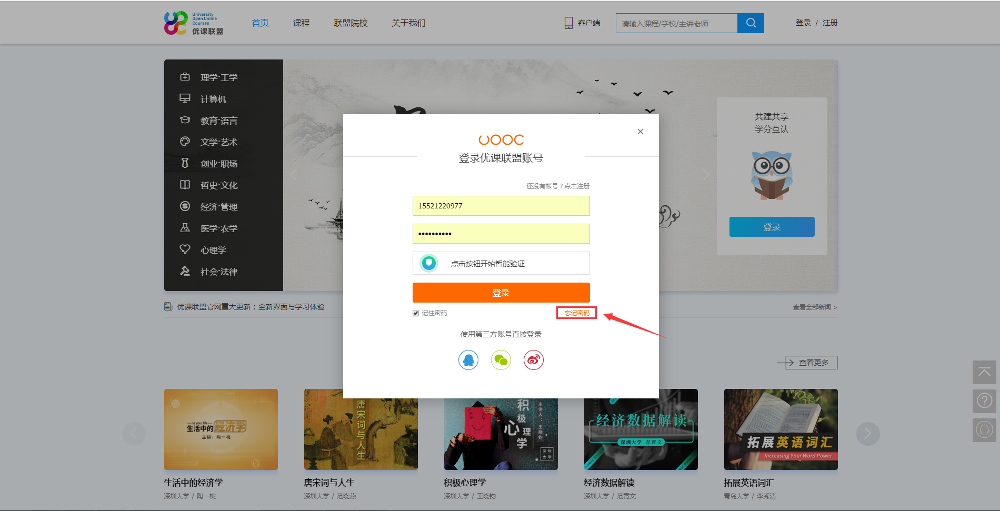 University
Open Online
Courses
优课联盟
首页
课程
联盟院校
关于我们
客户端
请输入课程/学校/主讲老师
登录 / 注册
理学·工学
计算机
教育·语言
文学·艺术
创业·职场
哲史·文化
经济·管理
医学·农学
心理学
社会·法律
共建共享
学分互认
登录
UOOC
登录优课联盟账号
还没有帐号？点击注册
15521220977
••••••••••
点击按钮开始智能验证
登录
记住密码
忘记密码
使用第三方账号直接登录
优课联盟官网重大更新：全新界面与学习体验
查看全部新闻 >
查看更多
In your life
生活中的经济学
主讲：陶一桃
唐宋词与人生
积极心理学
主讲人：王晓钧
深圳大学
经济数据解读
深圳大学 范霄文
拓展英语词汇
Increasing Your Word Power
生活中的经济学
深圳大学 / 陶一桃
唐宋词与人生
深圳大学 / 范晓燕
积极心理学
深圳大学 / 王晓钧
经济数据解读
深圳大学 / 范霄文
拓展英语词汇
青岛大学 / 李秀清